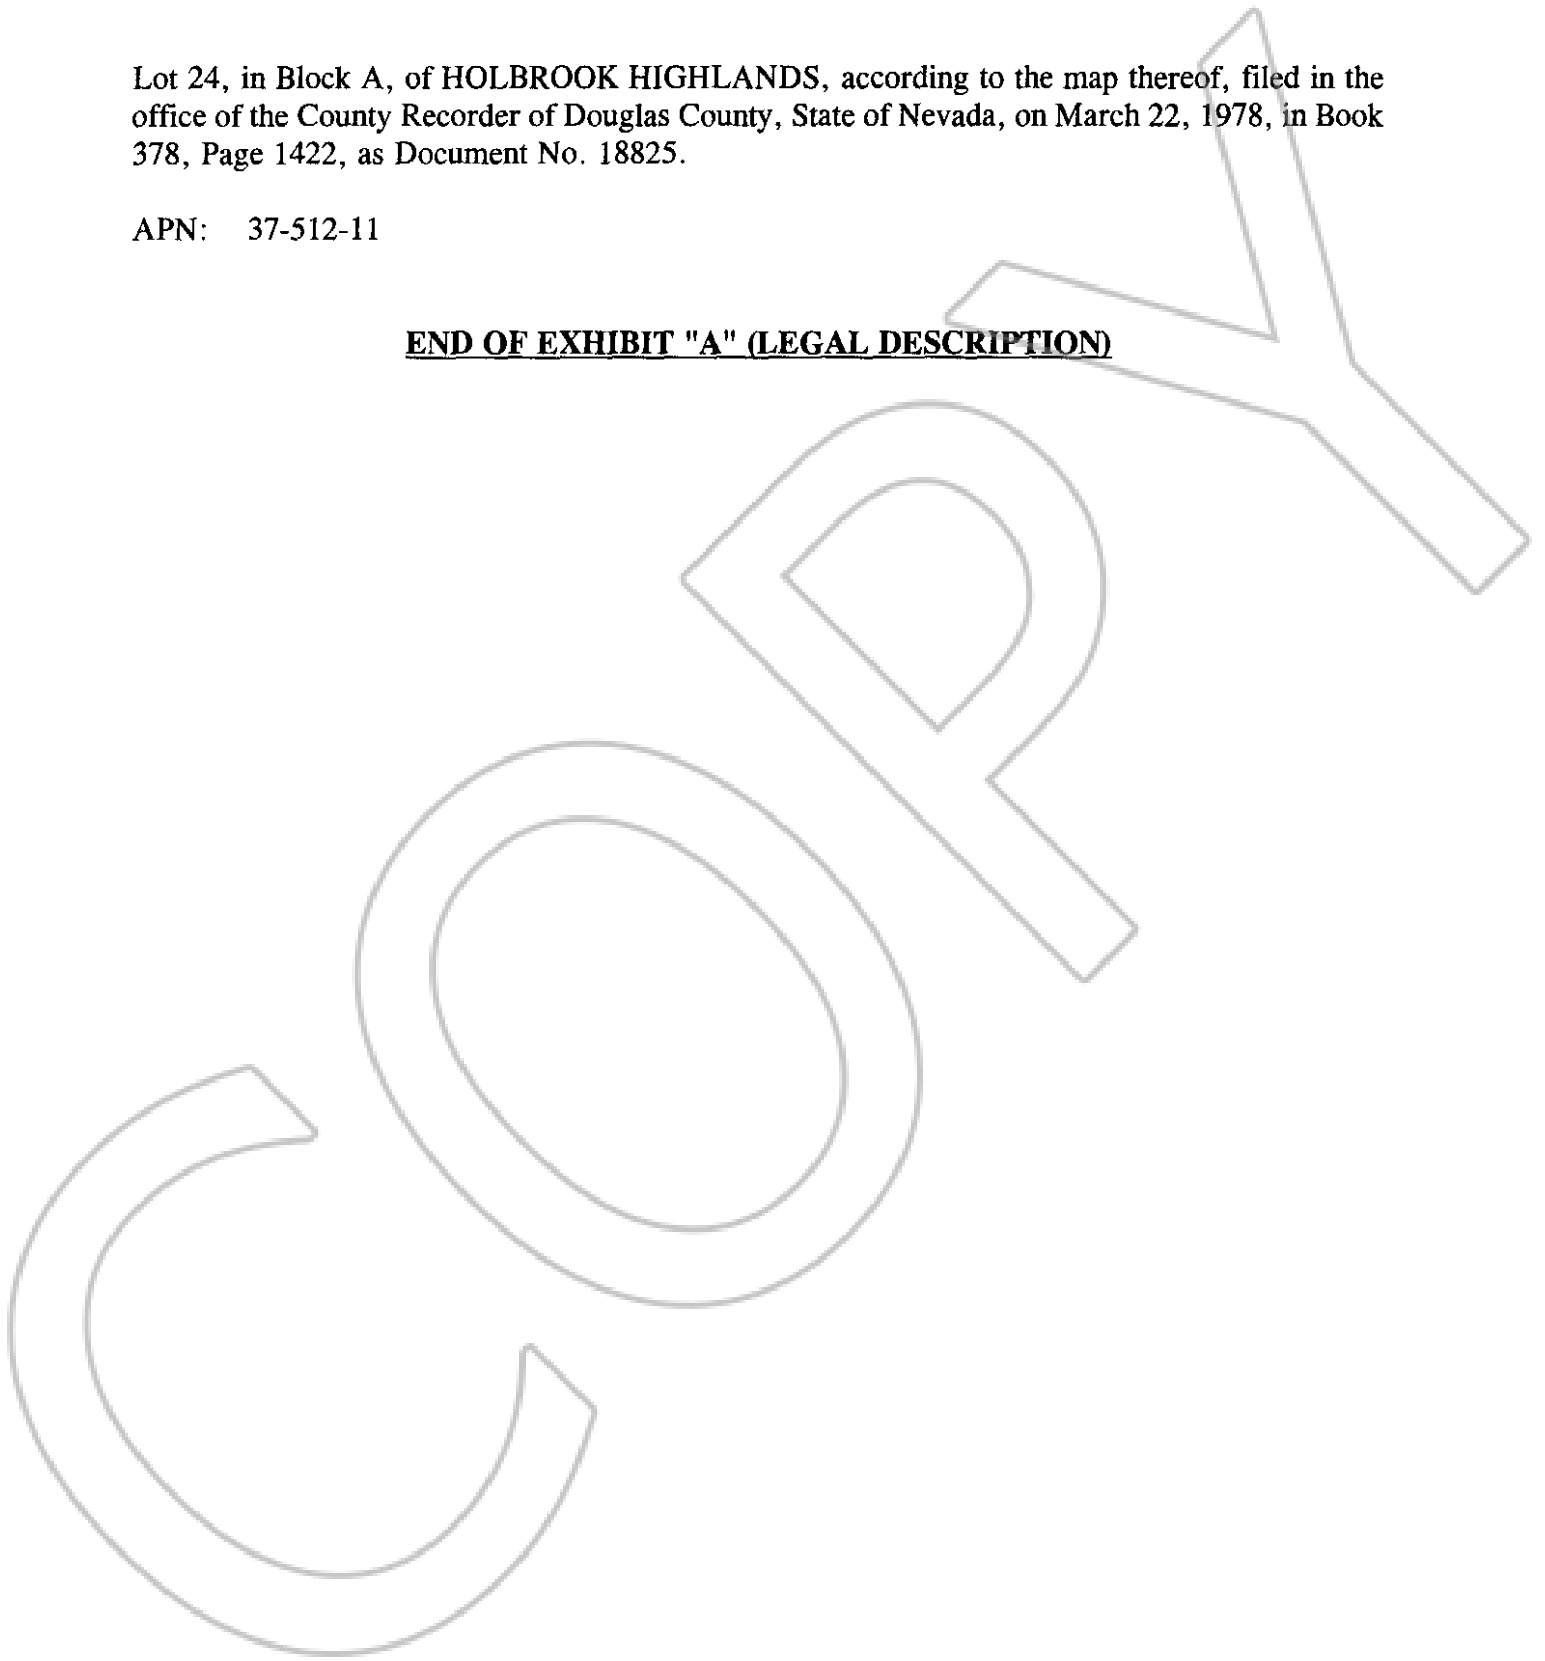 Lot 24, in Block A, of HOLBROOK HIGHLANDS, according to the map thereof, filed in the
office of the County Recorder of Douglas County, State of Nevada, on March 22, 1978, in Book
378, Page 1422, as Document No. 18825.
APN: 37-512-11
END OF EXHIBIT "A" (LEGAL DESCRIPTION)
COPY